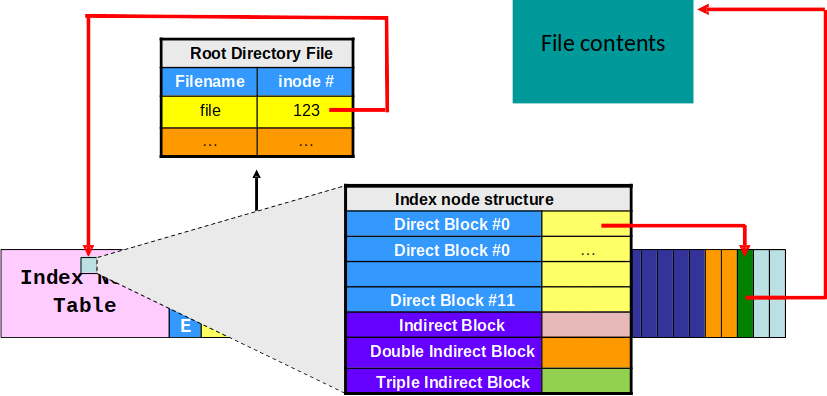 Root Directory File
Filename inode #
file 123
... ...
File contents
Index node structure
Direct Block #0
Direct Block #0 ...
Direct Block #11
Indirect Block
Double Indirect Block
Triple Indirect Block
Index
Table
E